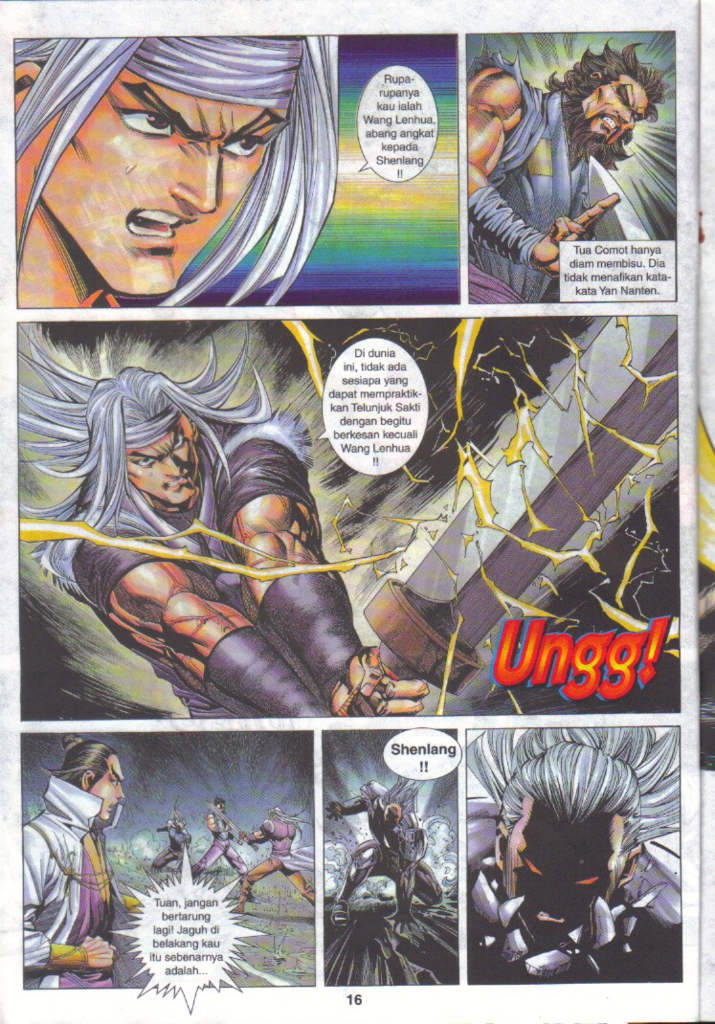 Rupa-
rupanya
kau ialah
Wang Lenhua,
abang angkat
kepada
Shenlang
!!
Tua Comot hanya
diam membisu. Dia
tidak menafikan kata-
kata Yan Nanten.
Di dunia
ini, tidak ada
sesiapa yang
dapat mempraktik-
kan Telunjuk Sakti
dengan begitu
berkesan kecuali
Wang Lenhua
!!
Ungg!
Tuan, jangan
bertarung
lagi! Jaguh di
belakang kau
itu sebenarnya
adalah...
Shenlang
!!
16